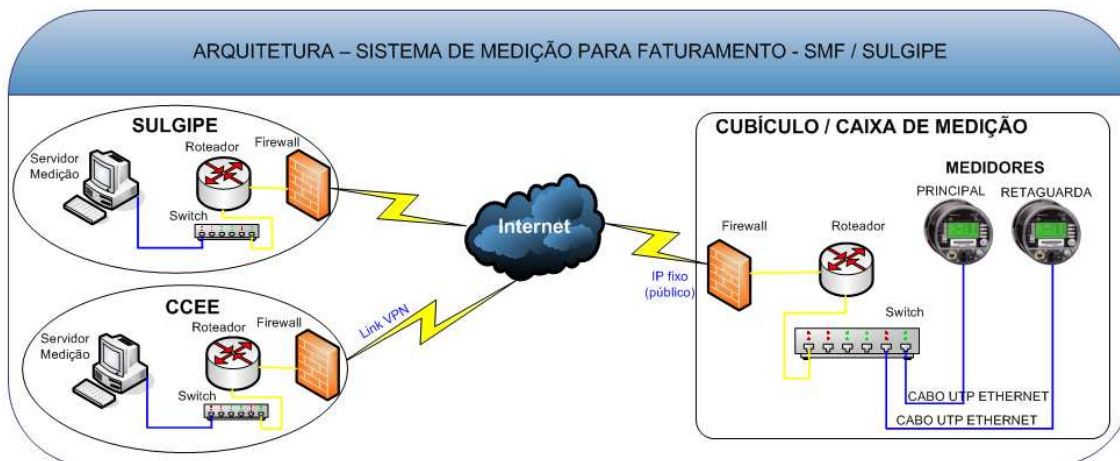 ARQUITETURA – SISTEMA DE MEDIÇÃO PARA FATURAMENTO - SMF / SULGIPE
SULGIPE
Servidor
Medição
Roteador
Firewall
Switch
CCEE
Servidor
Medição
Roteador
Firewall
Switch
Link VPN
Internet
IP fixo
(público)
CUBÍCULO / CAIXA DE MEDIÇÃO
MEDIDORES
PRINCIPAL
RETAGUARDA
Firewall
Roteador
Switch
CABO UTP ETHERNET
CABO UTP ETHERNET